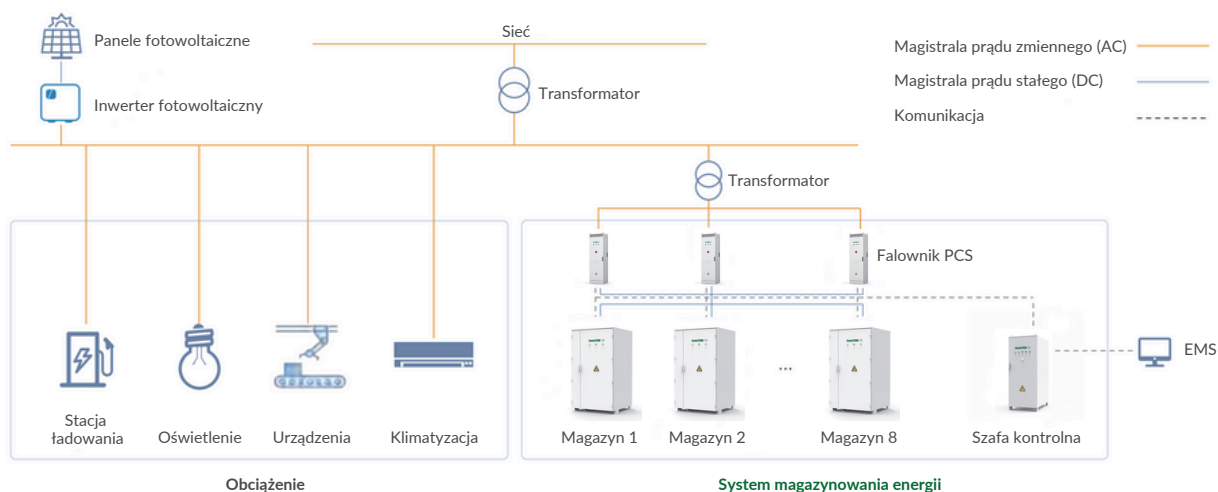 Panele fotowoltaiczne
Inwerter fotowoltaiczny
Sieć
Transformator
Magistrala prądu zmiennego (AC)
Magistrala prądu stałego (DC)
Komunikacja
Transformator
Falownik PCS
EMS
Stacja
ładowania
Oświetlenie
Urządzenia
Klimatyzacja
...
Magazyn 1
Magazyn 2
Magazyn 8
Szafa kontrolna
Obciążenie
System magazynowania energii